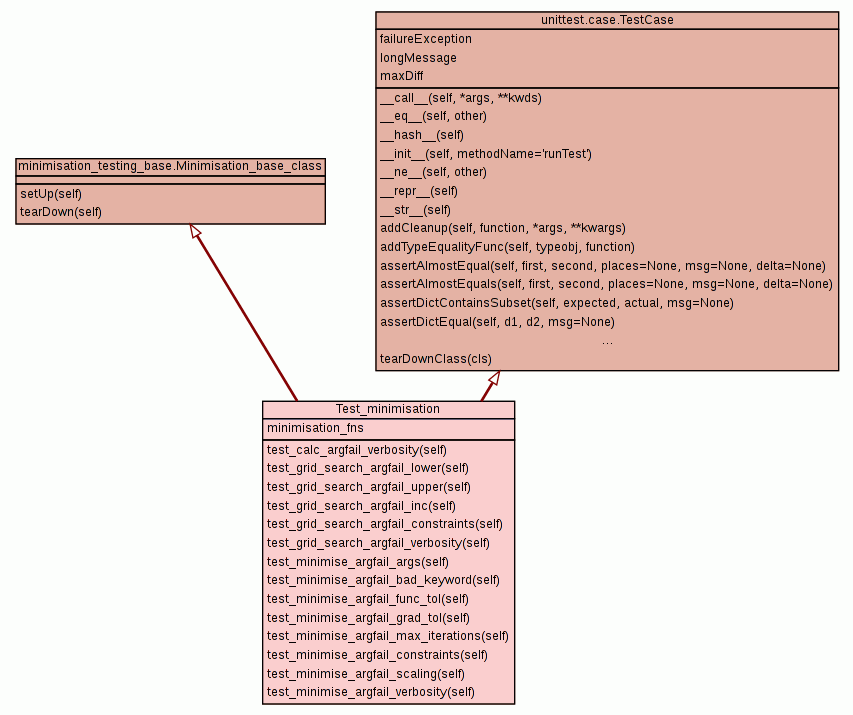 unittest.case.TestCase
failureException
longMessage
maxDiff
__call__(self, *args, **kwds)
__eq__(self, other)
__hash__(self)
__init__(self, methodName='runTest')
__ne__(self, other)
__repr__(self)
__str__(self)
addCleanup(self, function, *args, **kwargs)
addTypeEqualityFunc(self, typeobj, function)
assertAlmostEqual(self, first, second, places=None, msg=None, delta=None)
assertAlmostEquals(self, first, second, places=None, msg=None, delta=None)
assertDictContainsSubset(self, expected, actual, msg=None)
assertDictEqual(self, d1, d2, msg=None)
...
tearDownClass(cls)
minimisation_testing_base.Minimisation_base_class
setUp(self)
tearDown(self)
Test_minimisation
minimisation_fns
test_calc_argfail_verbosity(self)
test_grid_search_argfail_lower(self)
test_grid_search_argfail_upper(self)
test_grid_search_argfail_inc(self)
test_grid_search_argfail_constraints(self)
test_grid_search_argfail_verbosity(self)
test_minimise_argfail_args(self)
test_minimise_argfail_bad_keyword(self)
test_minimise_argfail_func_tol(self)
test_minimise_argfail_grad_tol(self)
test_minimise_argfail_max_iterations(self)
test_minimise_argfail_constraints(self)
test_minimise_argfail_scaling(self)
test_minimise_argfail_verbosity(self)